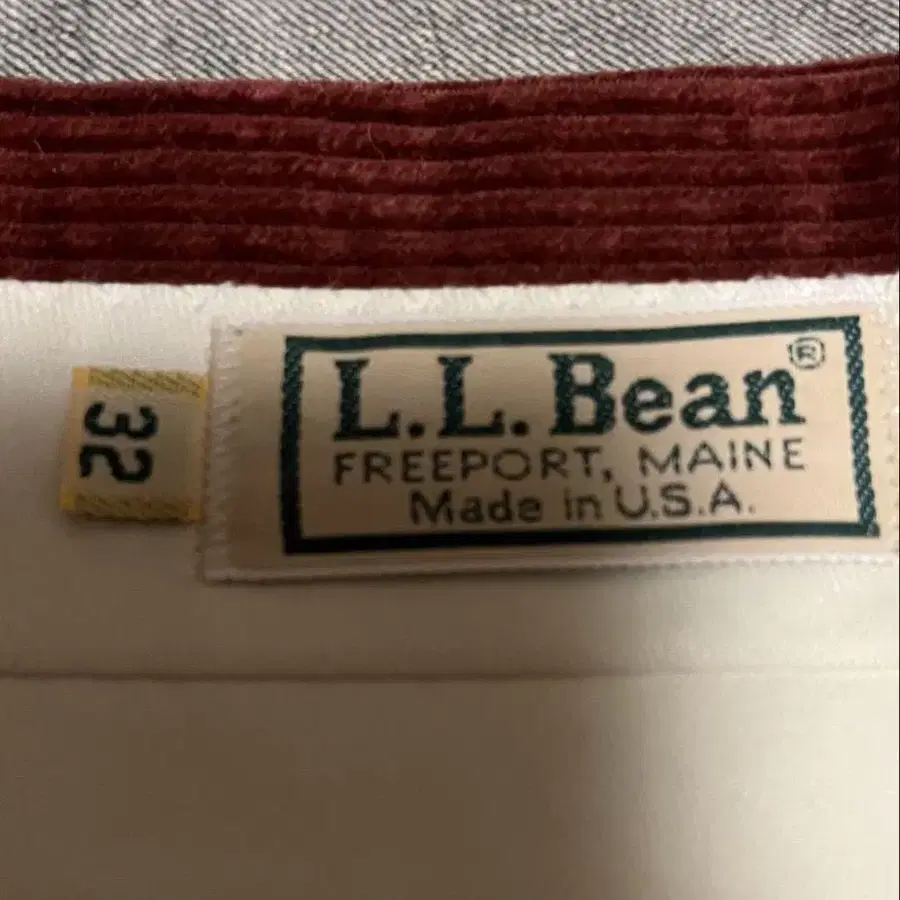 32
L.L.Bean®
FREEPORT, MAINE
Made in U.S.A.